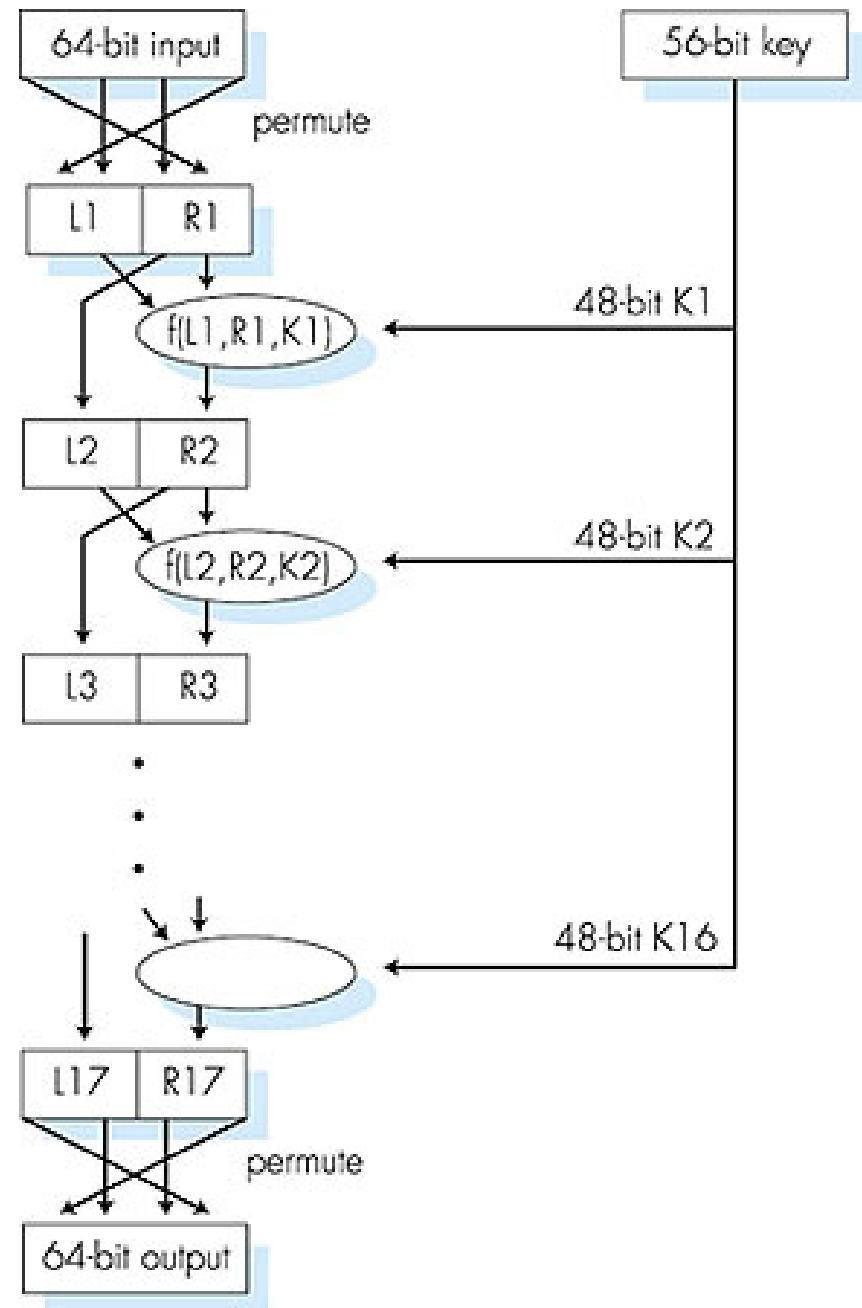 64-bit input
56-bit key
permute
L1 R1
48-bit K1
f(L1,R1,K1)
L2 R2
48-bit K2
f(L2,R2,K2)
L3 R3
48-bit K16
L17 R17
permute
64-bit output